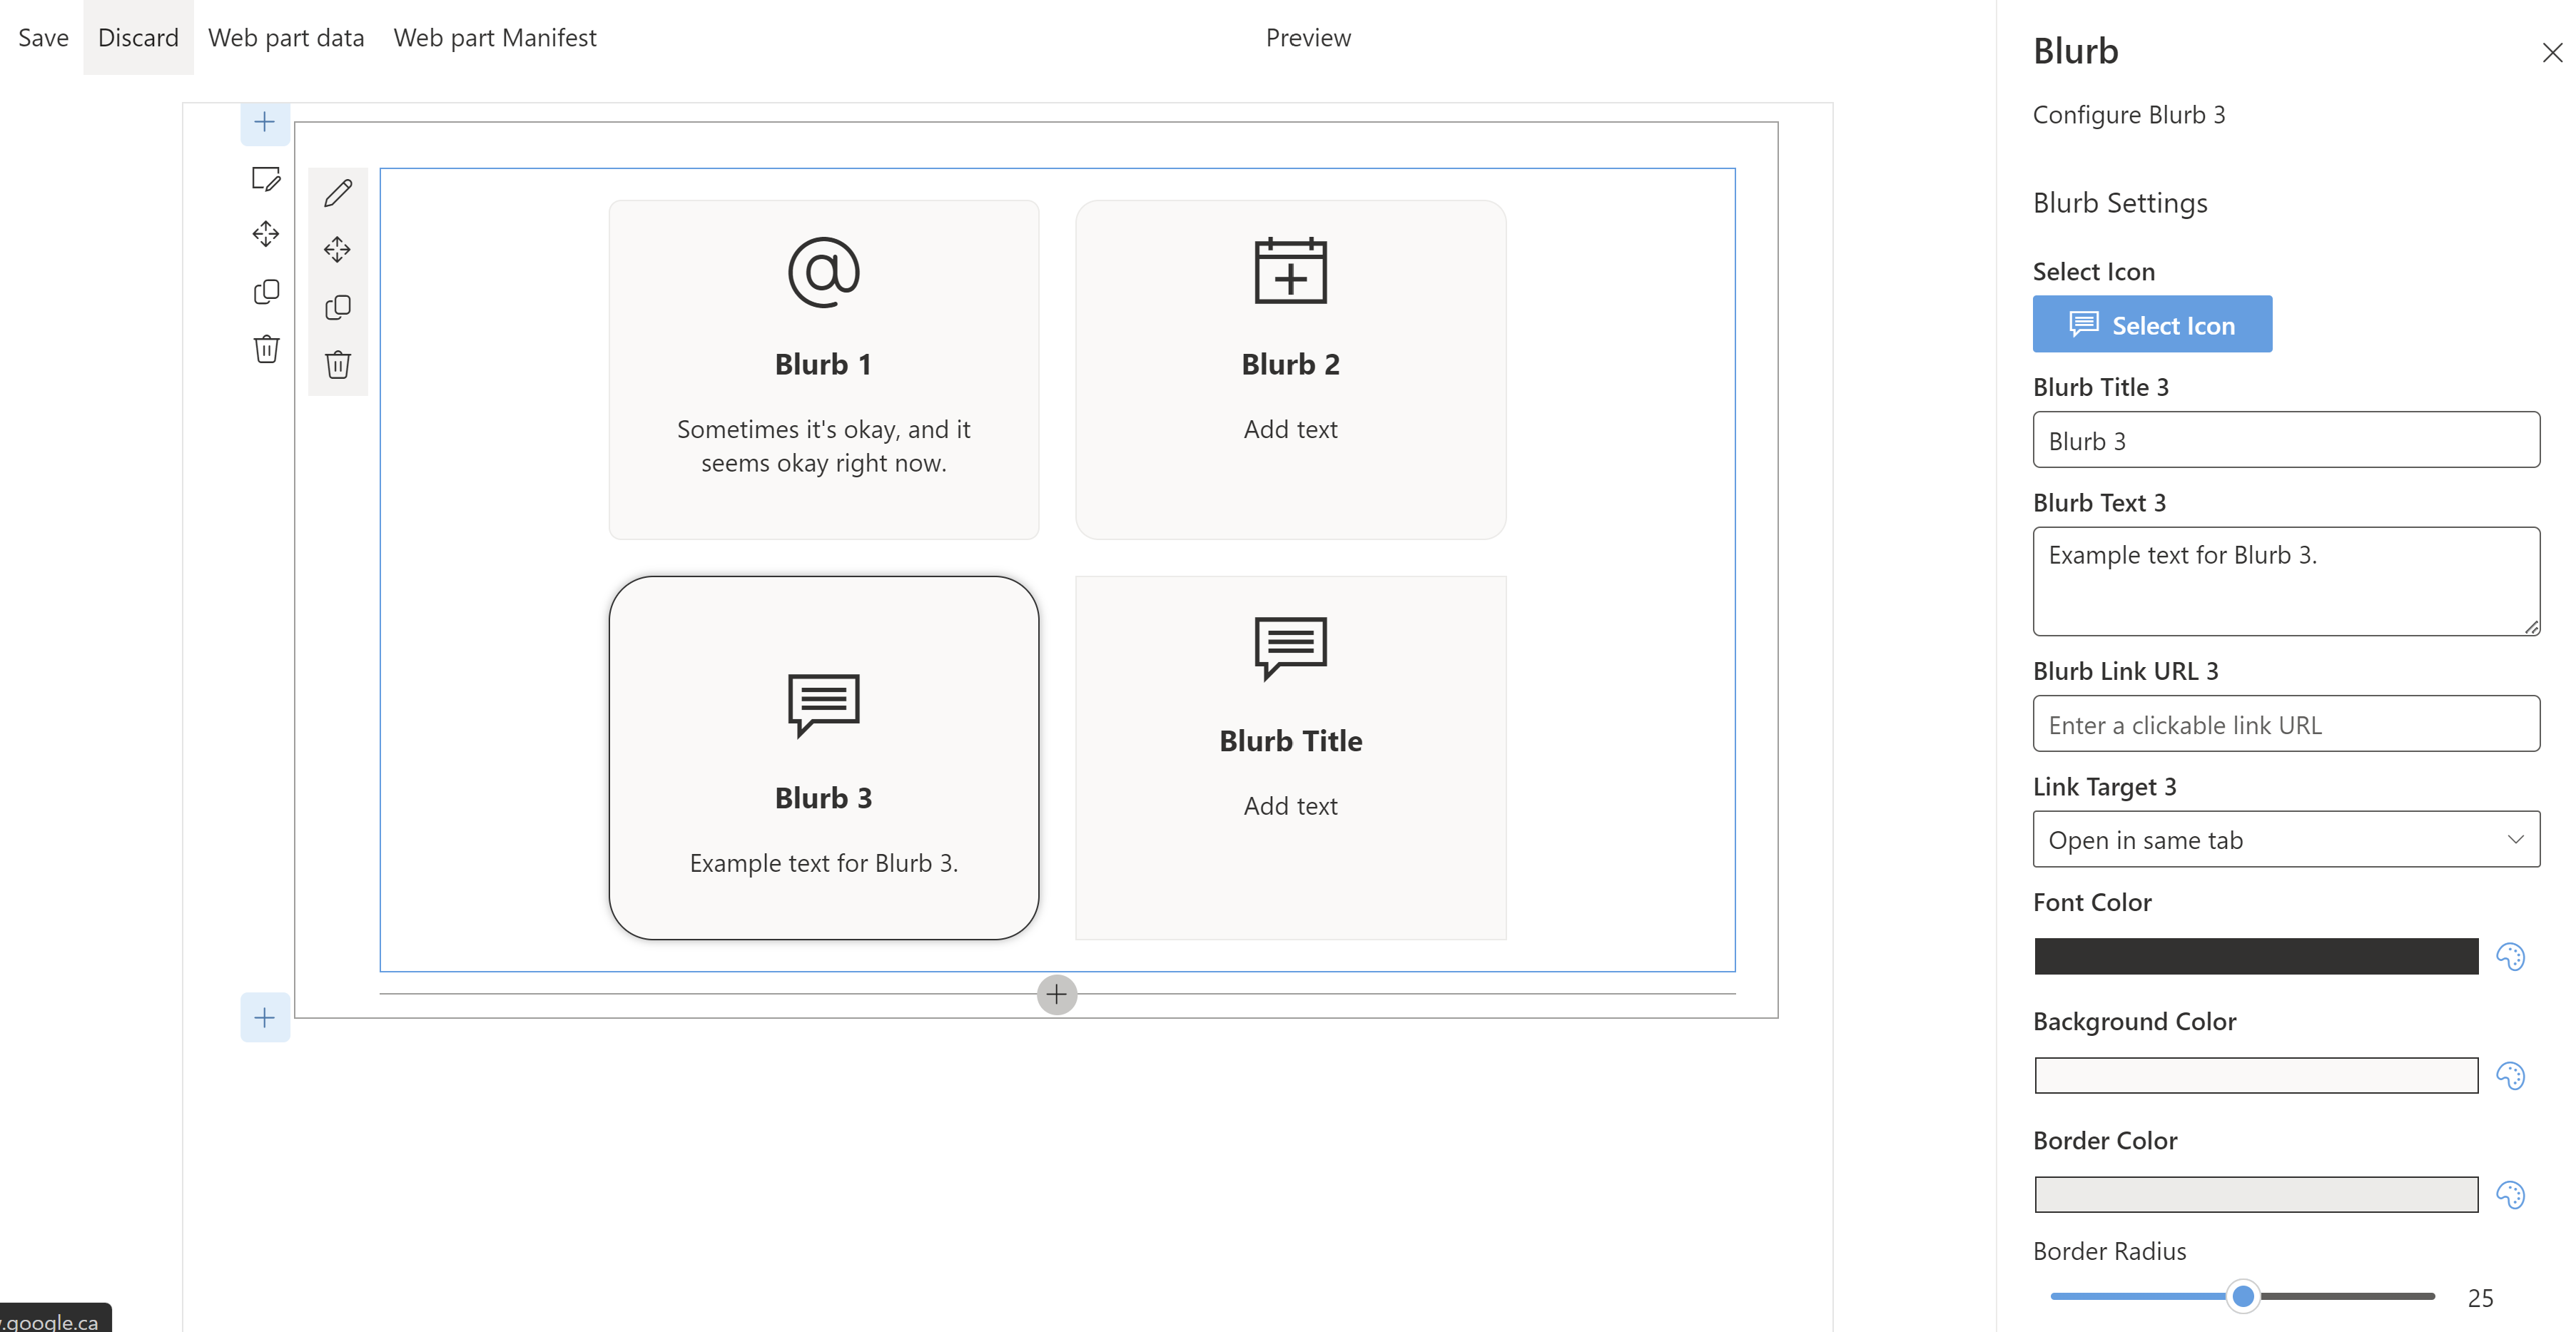 Save Discard Web part data Web part Manifest Preview
Blurb 1
Sometimes it's okay, and it
seems okay right now.
Blurb 2
Add text
Blurb 3
Example text for Blurb 3.
Blurb Title
Add text
.google.ca
Blurb
Configure Blurb 3
Blurb Settings
Select Icon
Select Icon
Blurb Title 3
Blurb 3
Blurb Text 3
Example text for Blurb 3.
Blurb Link URL 3
Enter a clickable link URL
Link Target 3
Open in same tab
Font Color
Background Color
Border Color
Border Radius
25